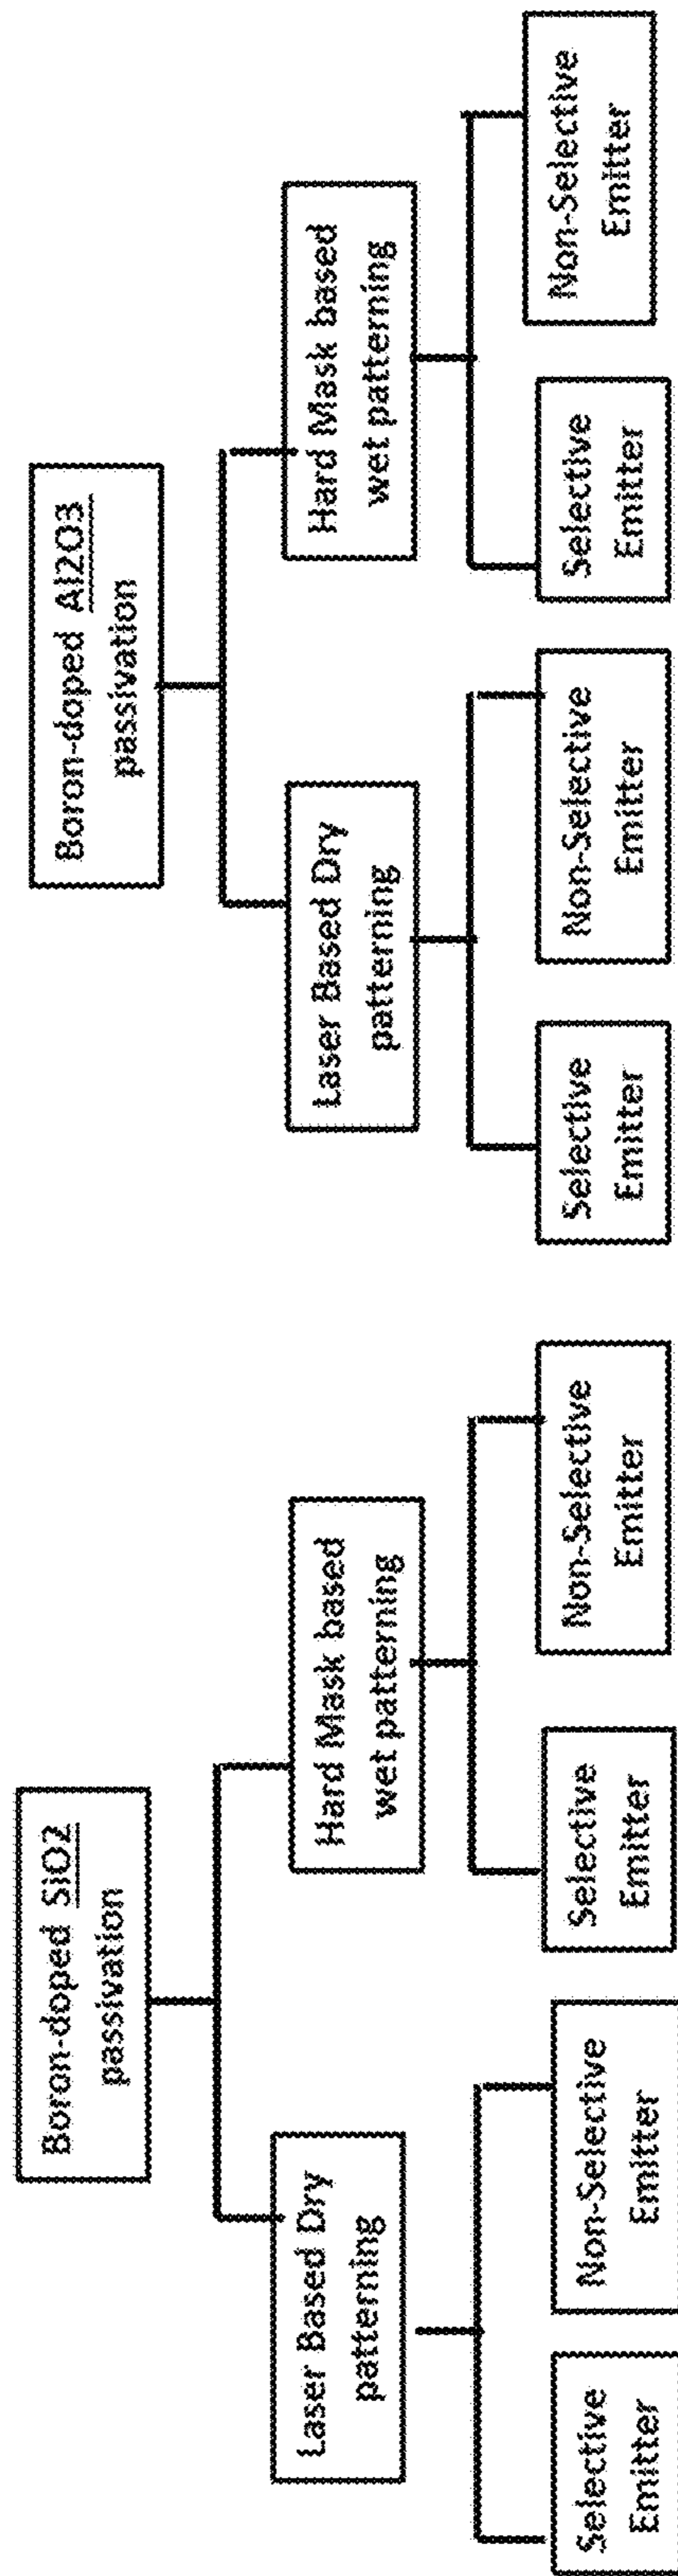 Boron-doped SiO2
passivation
Laser Based Dry
patterning
Hard Mask based
wet patterning
Selective
Emitter
Non-Selective
Emitter
Selective
Emitter
Non-Selective
Emitter
Boron-doped Al2O3
passivation
Laser Based Dry
patterning
Hard Mask based
wet patterning
Selective
Emitter
Non-Selective
Emitter
Selective
Emitter
Non-Selective
Emitter